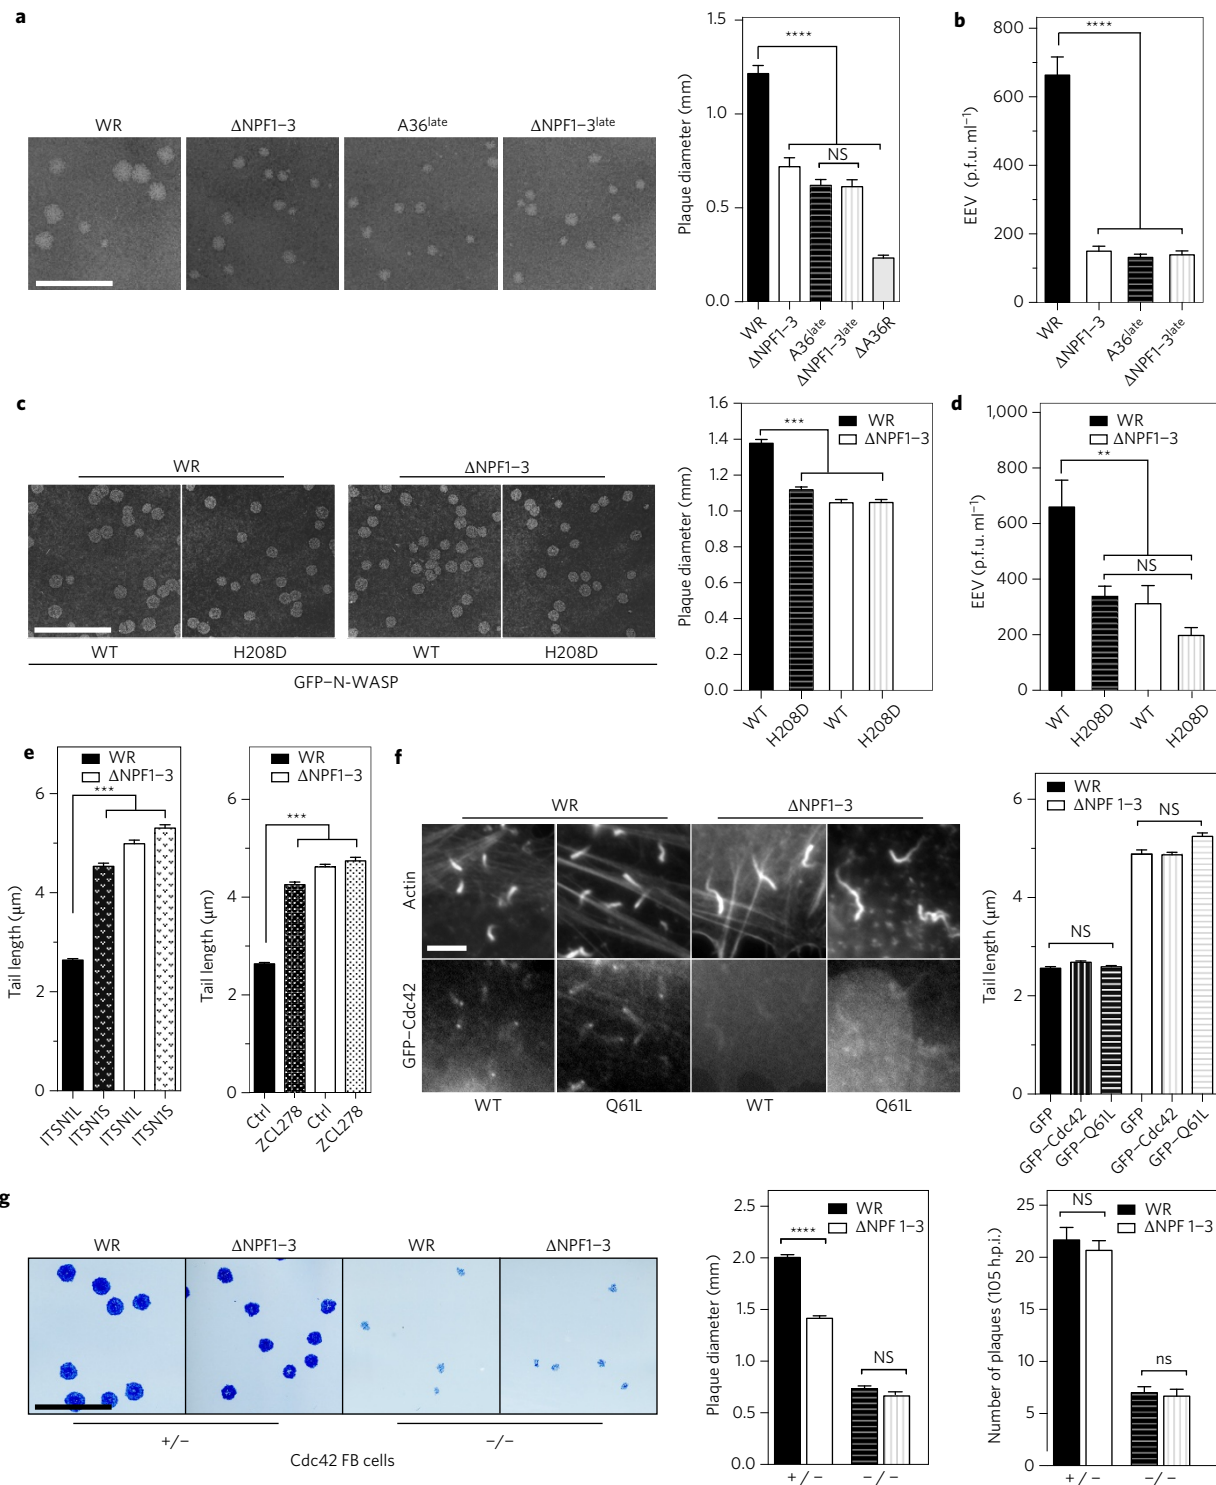 a
WR
ΔNPF1–3
A36late
ΔNPF1–3late
1.5
1.0
0.5
0.0
Plaque diameter (mm)
****
NS
WR
ΔNPF1–3
A36late
ΔNPF1–3late
ΔA36R
b
800
600
400
200
0
EEV (p.f.u. ml−1)
****
WR
ΔNPF1–3
A36late
ΔNPF1–3late
c
WR
ΔNPF1–3
WT
H208D
WT
H208D
GFP–N-WASP
1.6
1.4
1.2
1.0
0.8
0.6
0.4
0.2
0.0
Plaque diameter (mm)
WR
ΔNPF1–3
***
WT
H208D
WT
H208D
d
1,000
800
600
400
200
0
EEV (p.f.u. ml−1)
WR
ΔNPF1–3
**
NS
WT
H208D
WT
H208D
e
WR
ΔNPF1–3
***
6
4
2
0
Tail length (μm)
ITSN1L
ITSN1S
ITSN1L
ITSN1S
WR
ΔNPF1–3
***
6
4
2
0
Tail length (μm)
Ctrl
ZCL278
Ctrl
ZCL278
f
WR
ΔNPF1–3
Actin
GFP–Cdc42
WT
Q61L
WT
Q61L
WR
ΔNPF 1–3
NS
NS
6
4
2
0
Tail length (μm)
GFP
GFP–Cdc42
GFP–Q61L
GFP
GFP–Cdc42
GFP–Q61L
g
WR
ΔNPF1–3
WR
ΔNPF1–3
+/−
−/−
Cdc42 FB cells
2.5
2.0
1.5
1.0
0.5
0.0
Plaque diameter (mm)
WR
ΔNPF 1–3
****
NS
+/−
−/−
25
20
15
10
5
0
Number of plaques (105 h.p.i.)
NS
WR
ΔNPF 1–3
ns
+/−
−/−